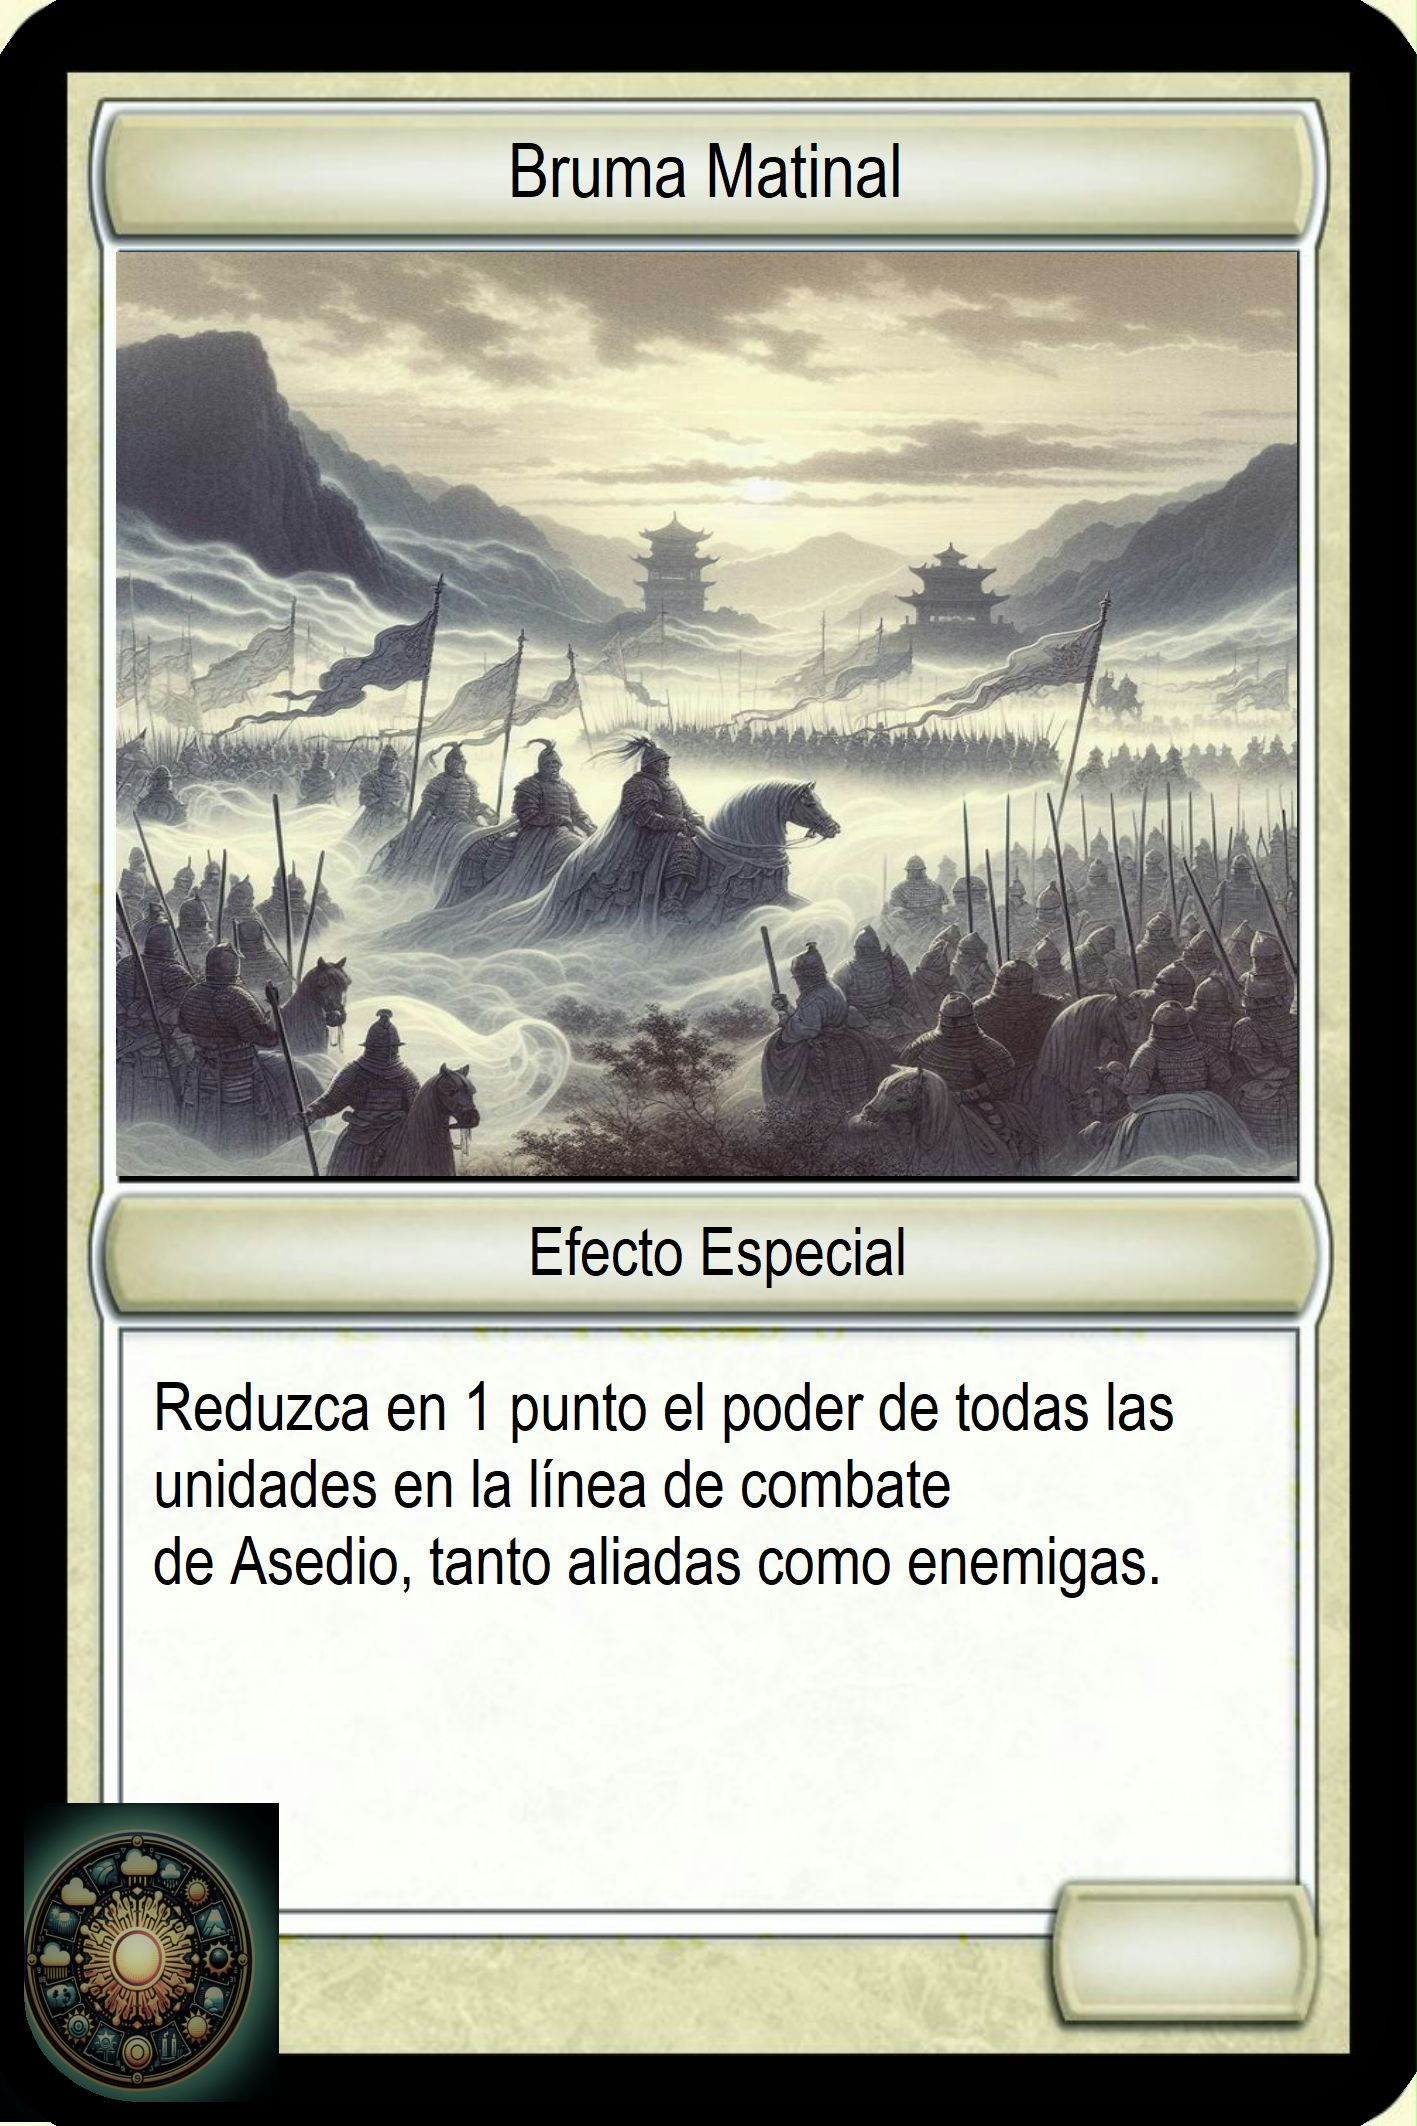 Bruma Matinal
Efecto Especial
Reduzca en 1 punto el poder de todas las
unidades en la línea de combate
de Asedio, tanto aliadas como enemigas.